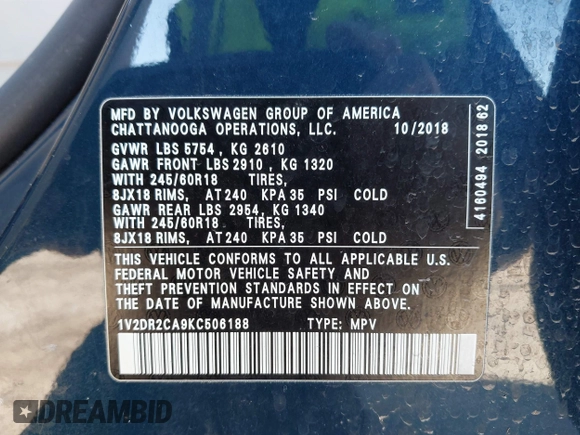 MFD BY VOLKSWAGEN GROUP OF AMERICA
CHATTANOOGA OPERATIONS, LLC. 10/2018
GVWR LBS 5754, KG 2610
GAWR FRONT LBS 2910, KG 1320
WITH 245/60R18 TIRES,
8JX18 RIMS, AT 240 KPA 35 PSI COLD
GAWR REAR LBS 2954, KG 1340
WITH 245/60R18 TIRES,
8JX18 RIMS, AT 240 KPA 35 PSI COLD
THIS VEHICLE CONFORMS TO ALL APPLICABLE U.S.
FEDERAL MOTOR VEHICLE SAFETY AND
THEFT PREVENTION STANDARDS IN EFFECT ON
THE DATE OF MANUFACTURE SHOWN ABOVE.
1V2DR2CA9KC506188 TYPE: MPV
4160494 2018 62
DREAMBID